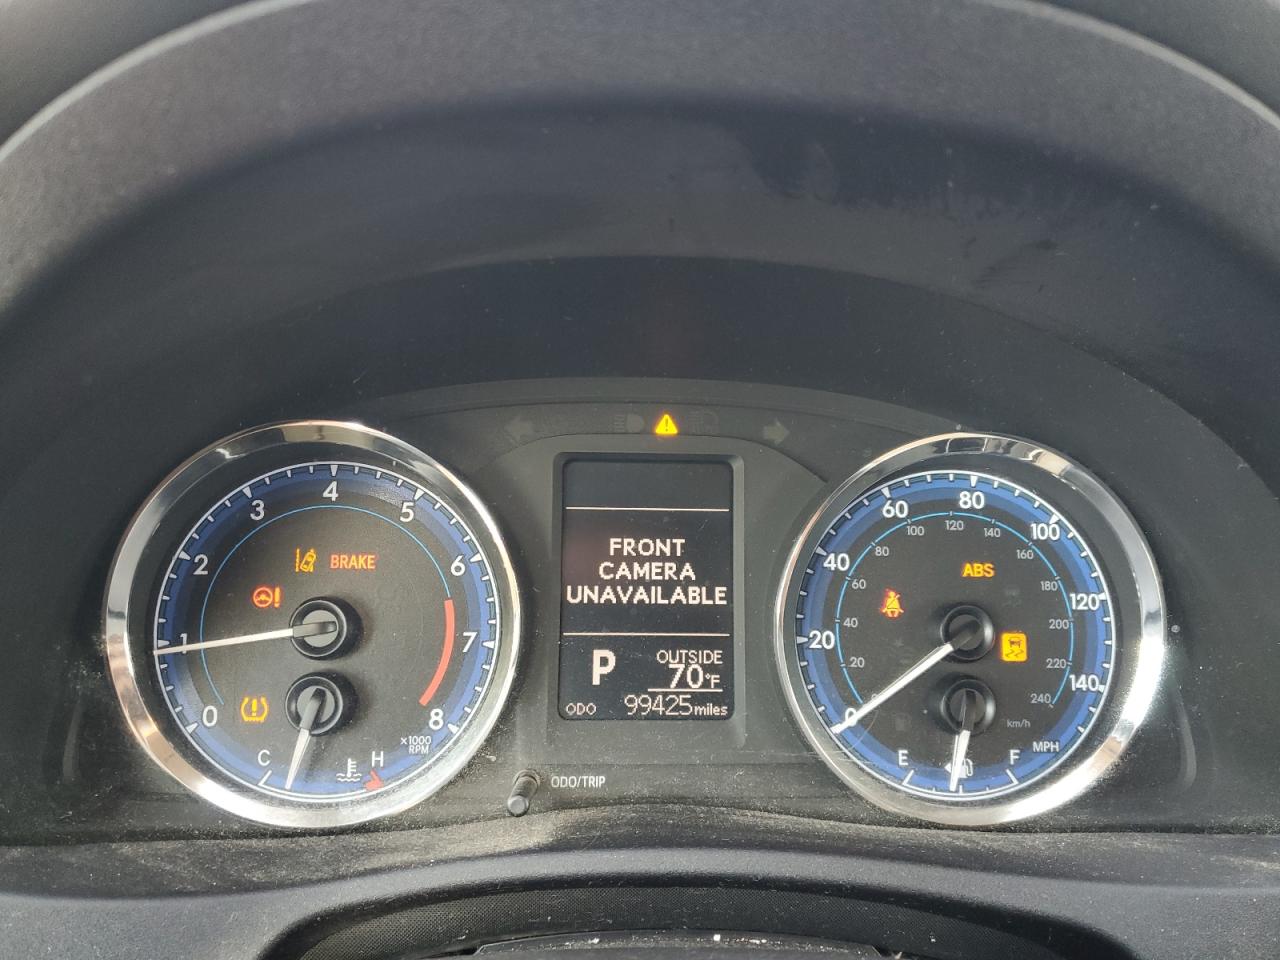 0
1
2
3
4
5
6
7
8
BRAKE
x1000
RPM
C
H
FRONT
CAMERA
UNAVAILABLE
P
OUTSIDE
70°F
ODO 99425 miles
ODO/TRIP
0
20
40
60
80
100
120
140
MPH
0
20
40
60
80
100
120
140
160
180
200
220
240
km/h
ABS
E
F